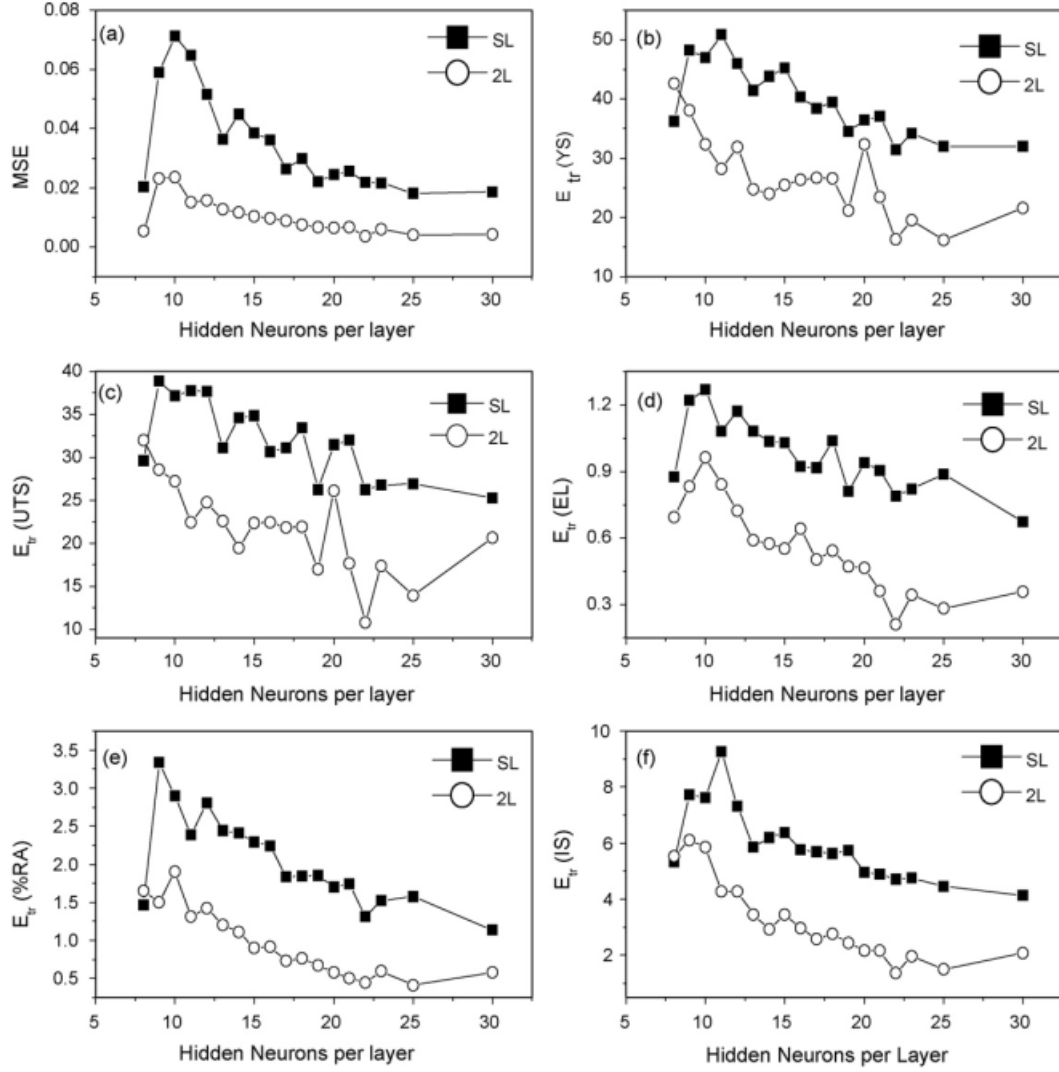 (a)
SL
2L
MSE
0.08
0.06
0.04
0.02
0.00
5 10 15 20 25 30
Hidden Neurons per layer
(b)
SL
2L
E tr (YS)
50
40
30
20
10
5 10 15 20 25 30
Hidden Neurons per layer
(c)
SL
2L
Etr (UTS)
40
35
30
25
20
15
10
5 10 15 20 25 30
Hidden Neurons per layer
(d)
SL
2L
Etr (EL)
1.2
0.9
0.6
0.3
5 10 15 20 25 30
Hidden Neurons per layer
(e)
SL
2L
Etr (%RA)
3.5
3.0
2.5
2.0
1.5
1.0
0.5
5 10 15 20 25 30
Hidden Neurons per layer
(f)
SL
2L
Etr (IS)
10
8
6
4
2
5 10 15 20 25 30
Hidden Neurons per Layer